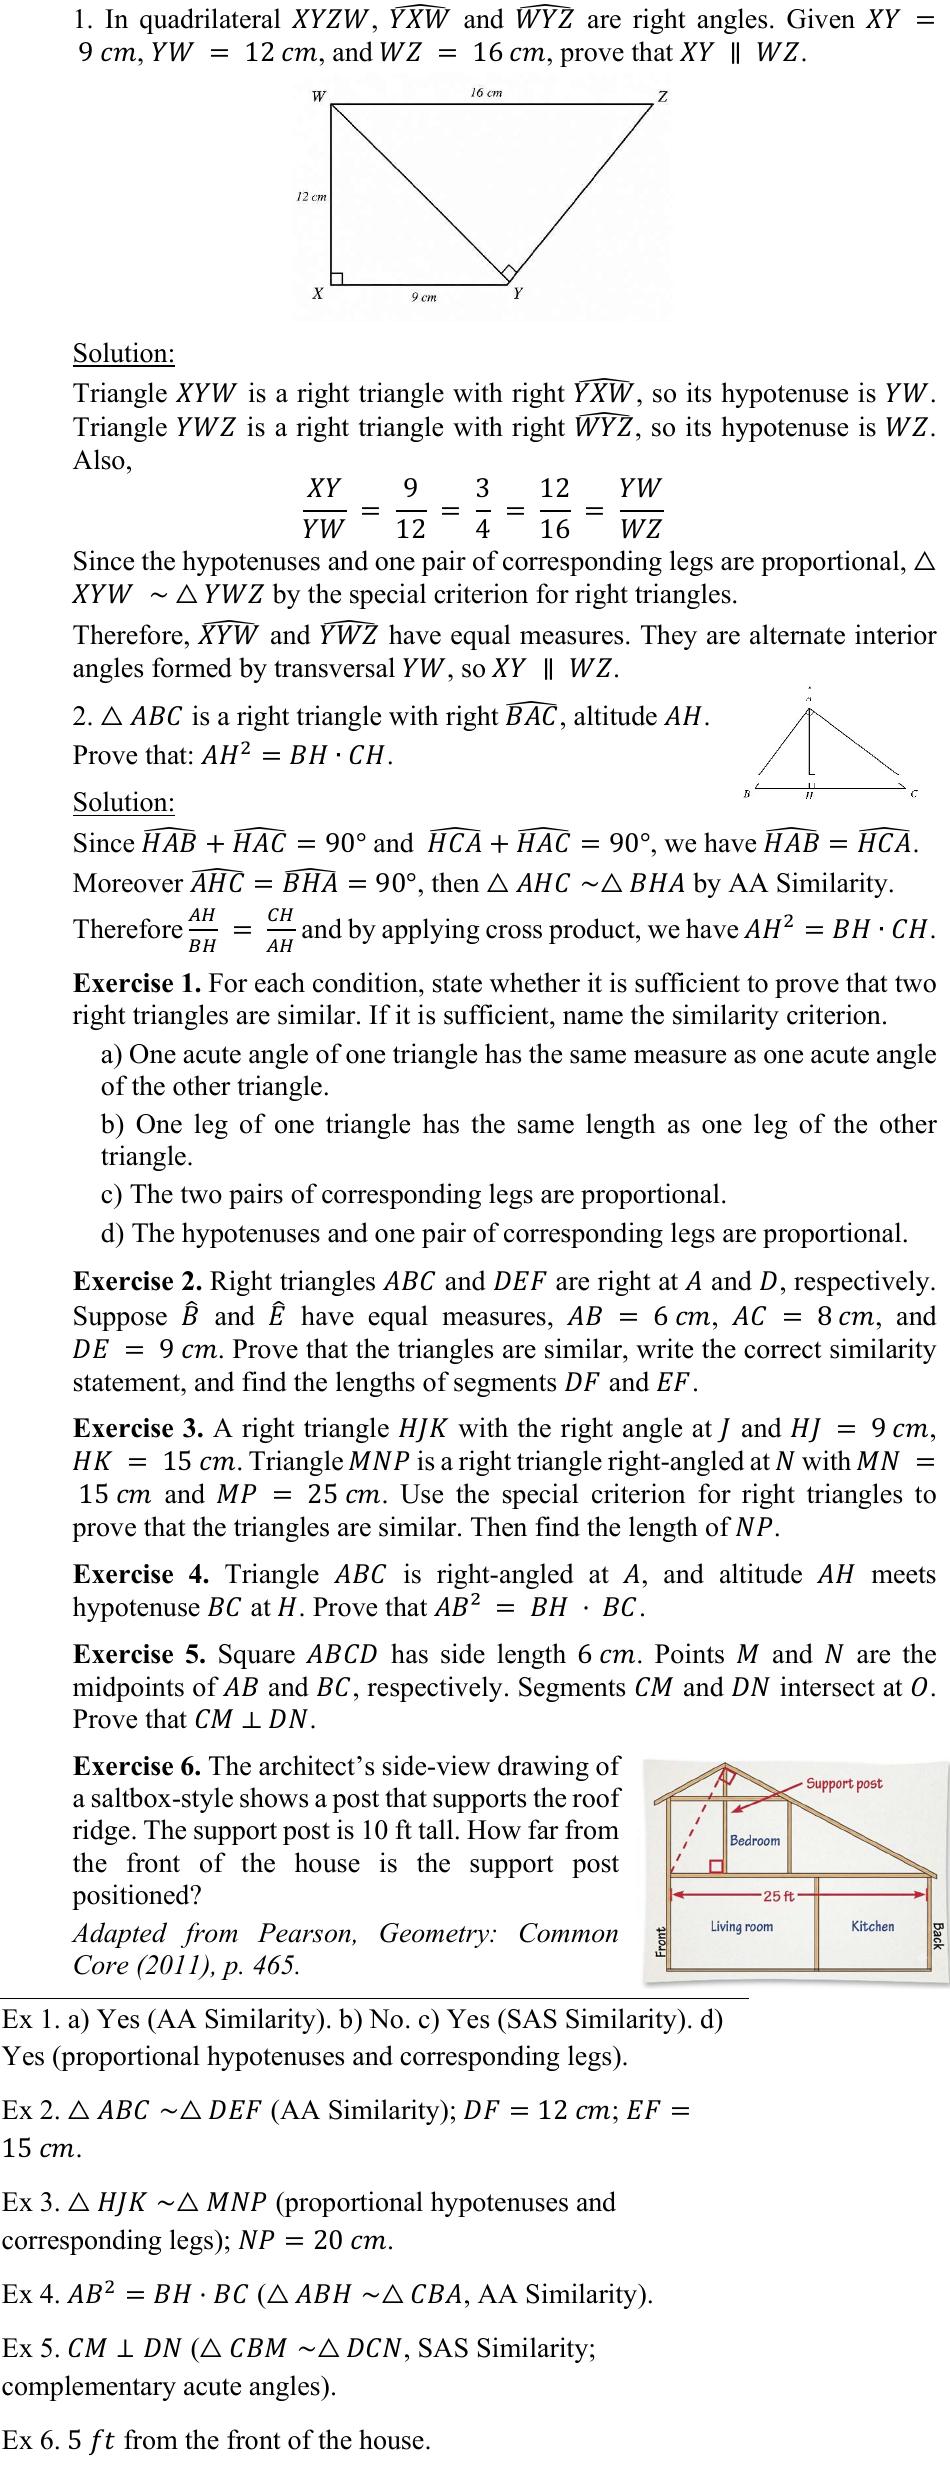 1. In quadrilateral XYZW, \widehat{YXW} and \widehat{WYZ} are right angles. Given XY =
9 cm, YW = 12 cm, and WZ = 16 cm, prove that XY ∥ WZ.
W 16 cm Z
12 cm
X 9 cm Y
Solution:
Triangle XYW is a right triangle with right \widehat{YXW}, so its hypotenuse is YW.
Triangle YWZ is a right triangle with right \widehat{WYZ}, so its hypotenuse is WZ.
Also,
XY/YW = 9/12 = 3/4 = 12/16 = YW/WZ
Since the hypotenuses and one pair of corresponding legs are proportional, △
XYW ~ △ YWZ by the special criterion for right triangles.
Therefore, \widehat{XYW} and \widehat{YWZ} have equal measures. They are alternate interior
angles formed by transversal YW, so XY ∥ WZ.
2. △ ABC is a right triangle with right \widehat{BAC}, altitude AH.
Prove that: AH² = BH · CH.
B H C
Solution:
Since \widehat{HAB} + \widehat{HAC} = 90° and \widehat{HCA} + \widehat{HAC} = 90°, we have \widehat{HAB} = \widehat{HCA}.
Moreover \widehat{AHC} = \widehat{BHA} = 90°, then △ AHC ~△ BHA by AA Similarity.
Therefore AH/BH = CH/AH and by applying cross product, we have AH² = BH · CH.
Exercise 1. For each condition, state whether it is sufficient to prove that two
right triangles are similar. If it is sufficient, name the similarity criterion.
a) One acute angle of one triangle has the same measure as one acute angle
of the other triangle.
b) One leg of one triangle has the same length as one leg of the other
triangle.
c) The two pairs of corresponding legs are proportional.
d) The hypotenuses and one pair of corresponding legs are proportional.
Exercise 2. Right triangles ABC and DEF are right at A and D, respectively.
Suppose B̂ and Ê have equal measures, AB = 6 cm, AC = 8 cm, and
DE = 9 cm. Prove that the triangles are similar, write the correct similarity
statement, and find the lengths of segments DF and EF.
Exercise 3. A right triangle HJK with the right angle at J and HJ = 9 cm,
HK = 15 cm. Triangle MNP is a right triangle right-angled at N with MN =
15 cm and MP = 25 cm. Use the special criterion for right triangles to
prove that the triangles are similar. Then find the length of NP.
Exercise 4. Triangle ABC is right-angled at A, and altitude AH meets
hypotenuse BC at H. Prove that AB² = BH · BC.
Exercise 5. Square ABCD has side length 6 cm. Points M and N are the
midpoints of AB and BC, respectively. Segments CM and DN intersect at O.
Prove that CM ⊥ DN.
Exercise 6. The architect's side-view drawing of
a saltbox-style shows a post that supports the roof
ridge. The support post is 10 ft tall. How far from
the front of the house is the support post
positioned?
Adapted from Pearson, Geometry: Common
Core (2011), p. 465.
Support post
Bedroom
25 ft
Front
Living room
Kitchen
Back
Ex 1. a) Yes (AA Similarity). b) No. c) Yes (SAS Similarity). d)
Yes (proportional hypotenuses and corresponding legs).
Ex 2. △ ABC ~△ DEF (AA Similarity); DF = 12 cm; EF =
15 cm.
Ex 3. △ HJK ~△ MNP (proportional hypotenuses and
corresponding legs); NP = 20 cm.
Ex 4. AB² = BH · BC (△ ABH ~△ CBA, AA Similarity).
Ex 5. CM ⊥ DN (△ CBM ~△ DCN, SAS Similarity;
complementary acute angles).
Ex 6. 5 ft from the front of the house.